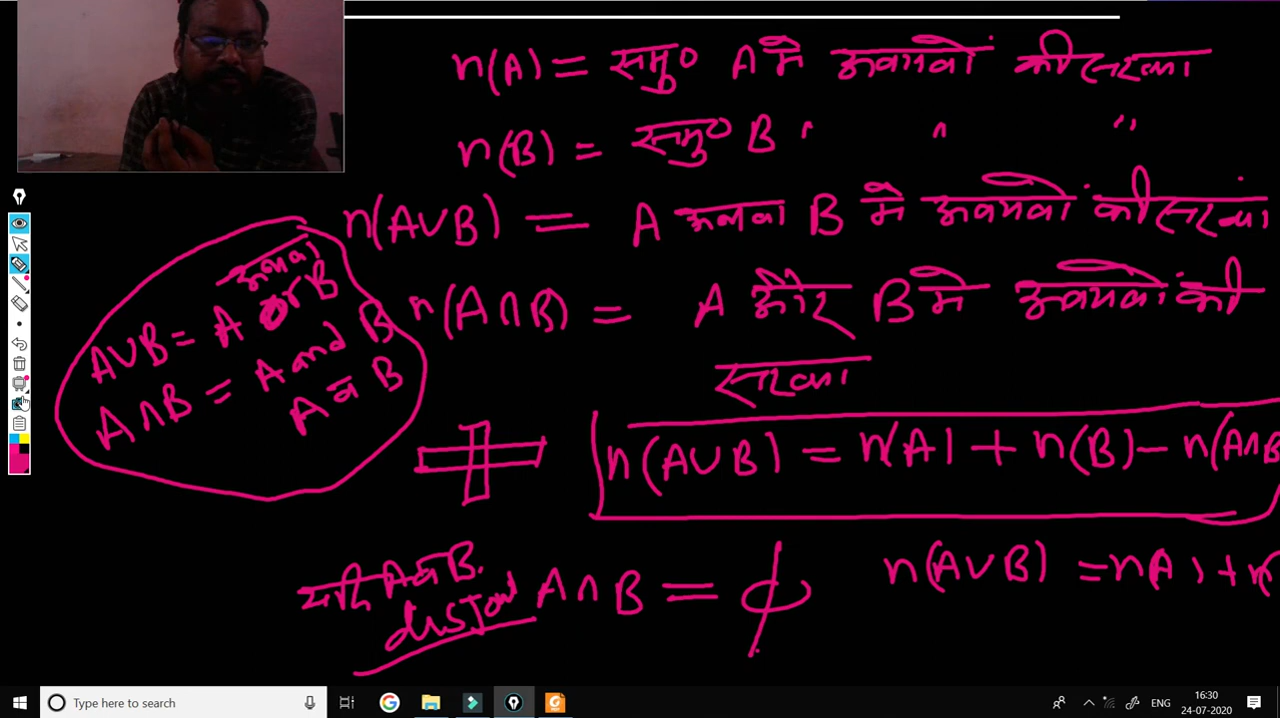 n(A) = समु० A मे अवयवो की संख्या
n(B) = समु० B " " "
n(A∪B) = A अथवा B मे अवयवो की संख्या
n(A∩B) = A और B मे अवयवो की
संख्या
अथवा
A∪B = A or B
A∩B = A and B
A व B
n(A∪B) = n(A) + n(B) - n(A∩B
यदि A व B.
A∩B = ϕ
n(A∪B) = n(A) + n(
Type here to search
ENG
16:30
24-07-2020